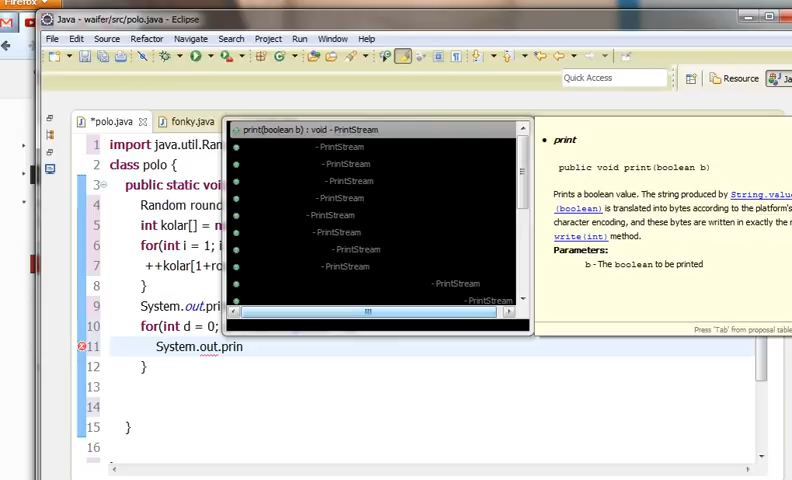 Firefox
Java - waifer/src/polo.java - Eclipse
File Edit Source Refactor Navigate Search Project Run Window Help
Quick Access Resource Ja
*polo.java fonky.java
1 import java.util.Ran
2 class polo {
3 public static voi
4 Random round
5 int kolar[] = n
6 for(int i = 1; i
7 ++kolar[1+ro
8 }
9 System.out.prin
10 for(int d = 0;
11 System.out.prin
12 }
14
15 }
16
print(boolean b) : void - PrintStream
- PrintStream
- PrintStream
- PrintStream
- PrintStream
- PrintStream
- PrintStream
- PrintStream
- PrintStream
- PrintStream
- PrintStream
print
public void print(boolean b)
Prints a boolean value. The string produced by String.value
(boolean) is translated into bytes according to the platform's
character encoding, and these bytes are written in exactly the
write(int) method.
Parameters:
b - The boolean to be printed
Press 'Tab' from proposal table